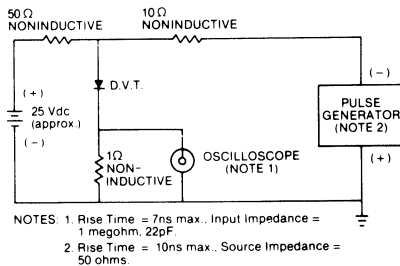 50 Ω
NONINDUCTIVE
10 Ω
NONINDUCTIVE
D.V.T.
(+)
25 Vdc
(approx.)
(−)
1Ω
NON-
INDUCTIVE
OSCILLOSCOPE
(NOTE 1)
(−)
PULSE
GENERATOR
(NOTE 2)
(+)
NOTES: 1. Rise Time = 7ns max., Input Impedance =
1 megohm, 22pF.
2. Rise Time = 10ns max., Source Impedance =
50 ohms.